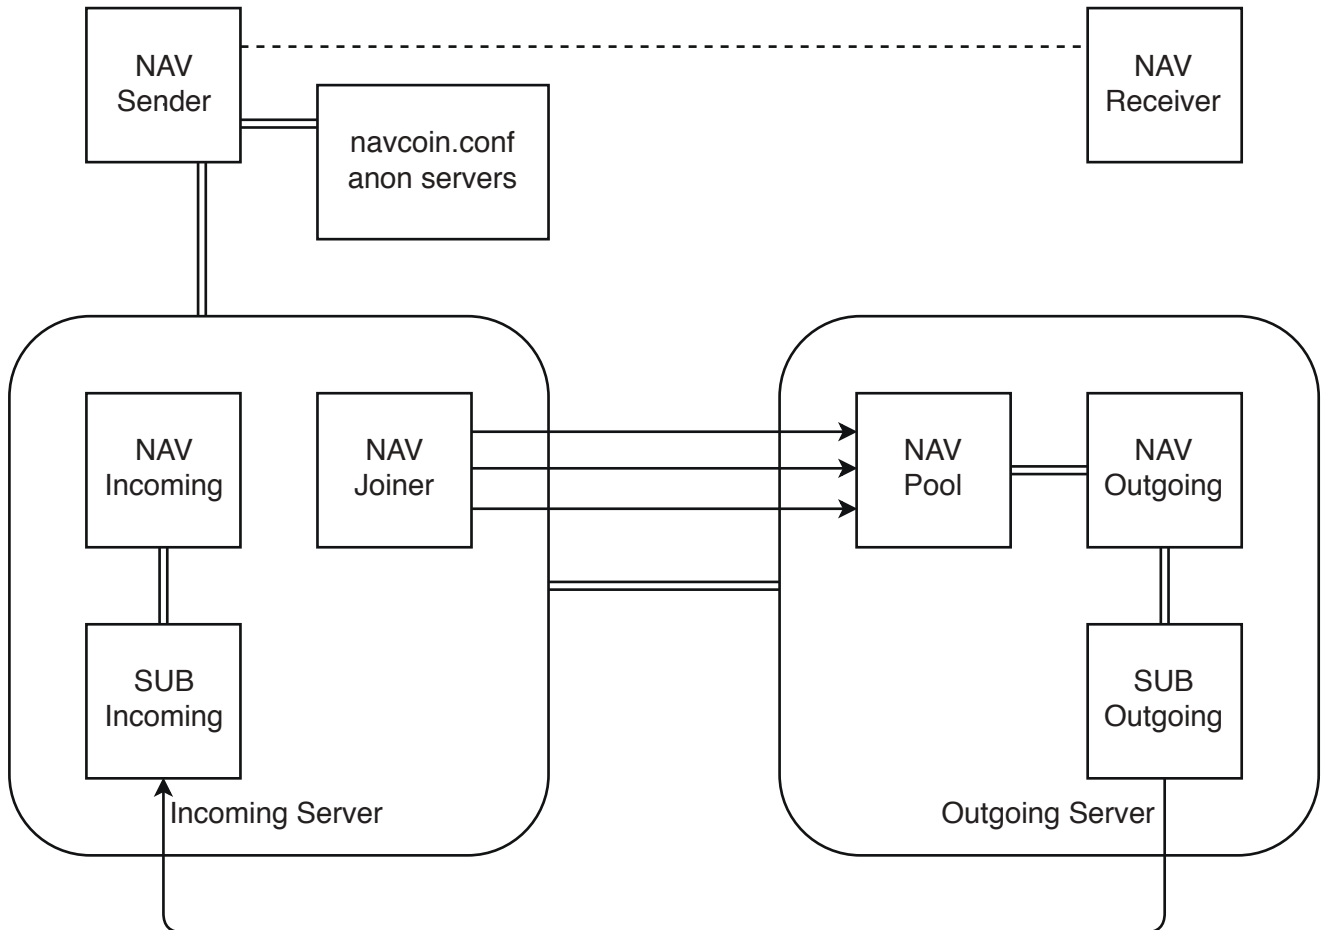 NAV
Sender
NAV
Receiver
navcoin.conf
anon servers
NAV
Incoming
NAV
Joiner
NAV
Pool
NAV
Outgoing
SUB
Incoming
SUB
Outgoing
Incoming Server
Outgoing Server